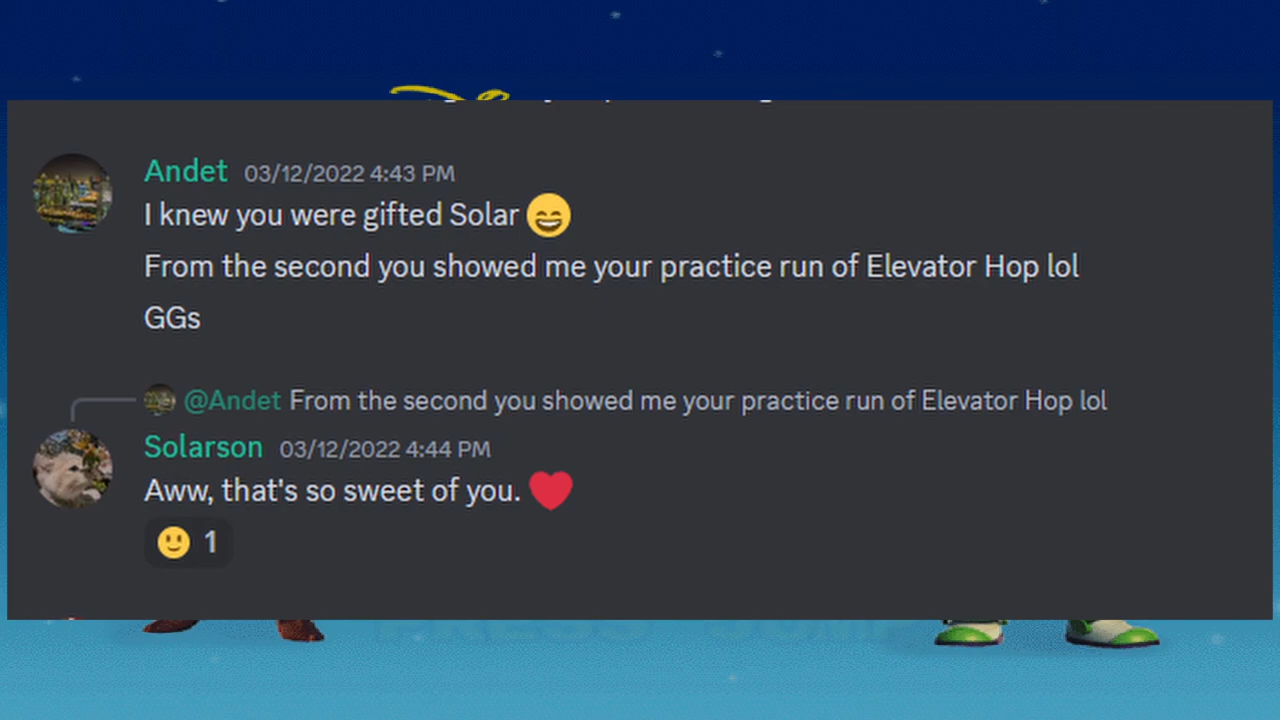 Andet 03/12/2022 4:43 PM
I knew you were gifted Solar 😄
From the second you showed me your practice run of Elevator Hop lol
GGs
@Andet From the second you showed me your practice run of Elevator Hop lol
Solarson 03/12/2022 4:44 PM
Aww, that's so sweet of you. ❤️
🙂 1